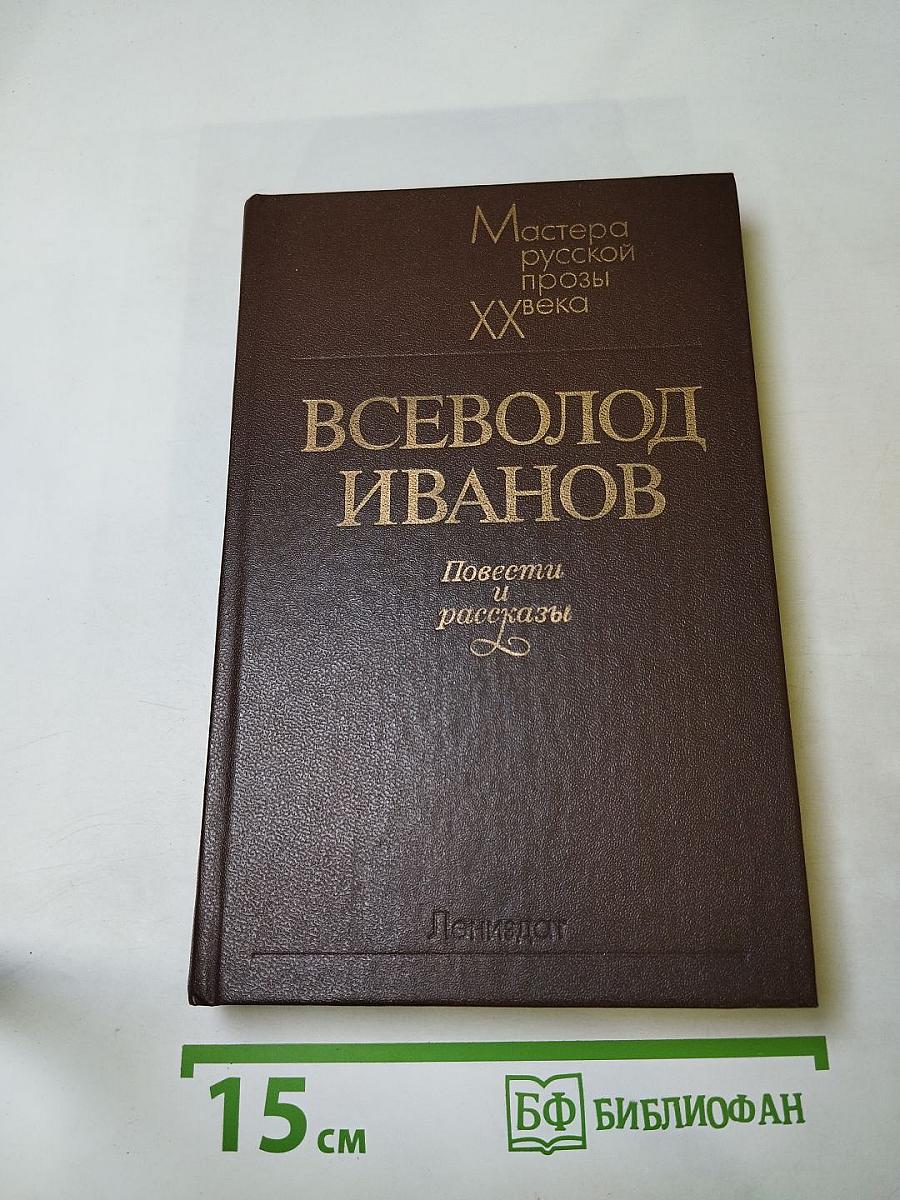 Мастера
русской
прозы
XX века
ВСЕВОЛОД
ИВАНОВ
Повести
и
рассказы
Лениздат
15 см
БФ БИБЛИОФАН